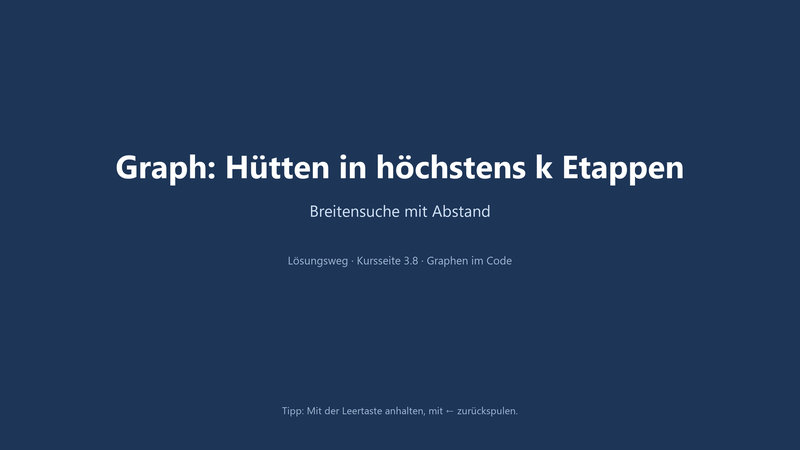 Graph: Hütten in höchstens k Etappen
Breitensuche mit Abstand
Lösungsweg · Kursseite 3.8 · Graphen im Code
Tipp: Mit der Leertaste anhalten, mit ← zurückspulen.